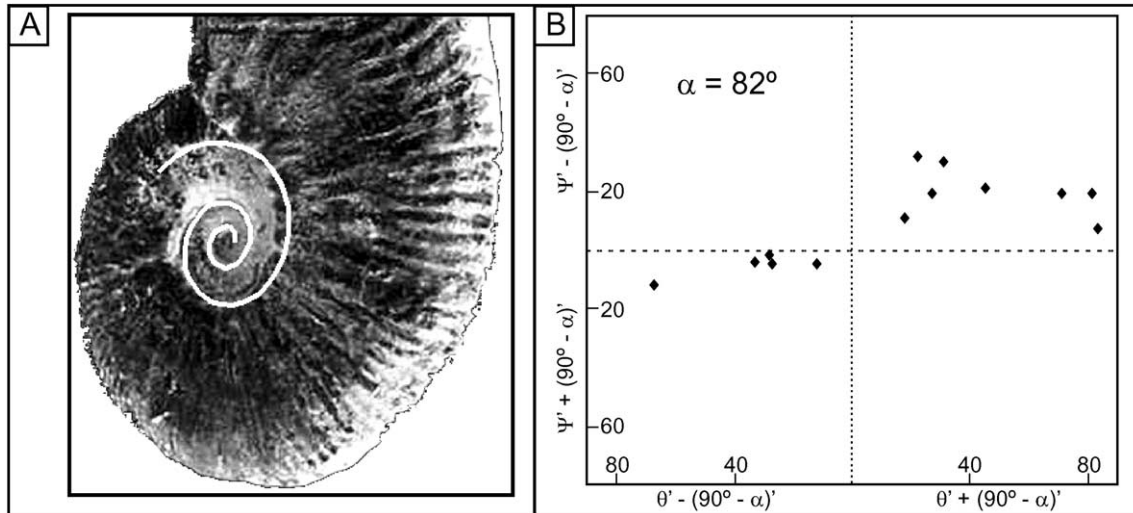 A
B
α = 82º
Ψ' - (90º - α)'
Ψ' + (90º - α)'
60
20
20
60
80
40
40
80
θ' - (90º - α)'
θ' + (90º - α)'